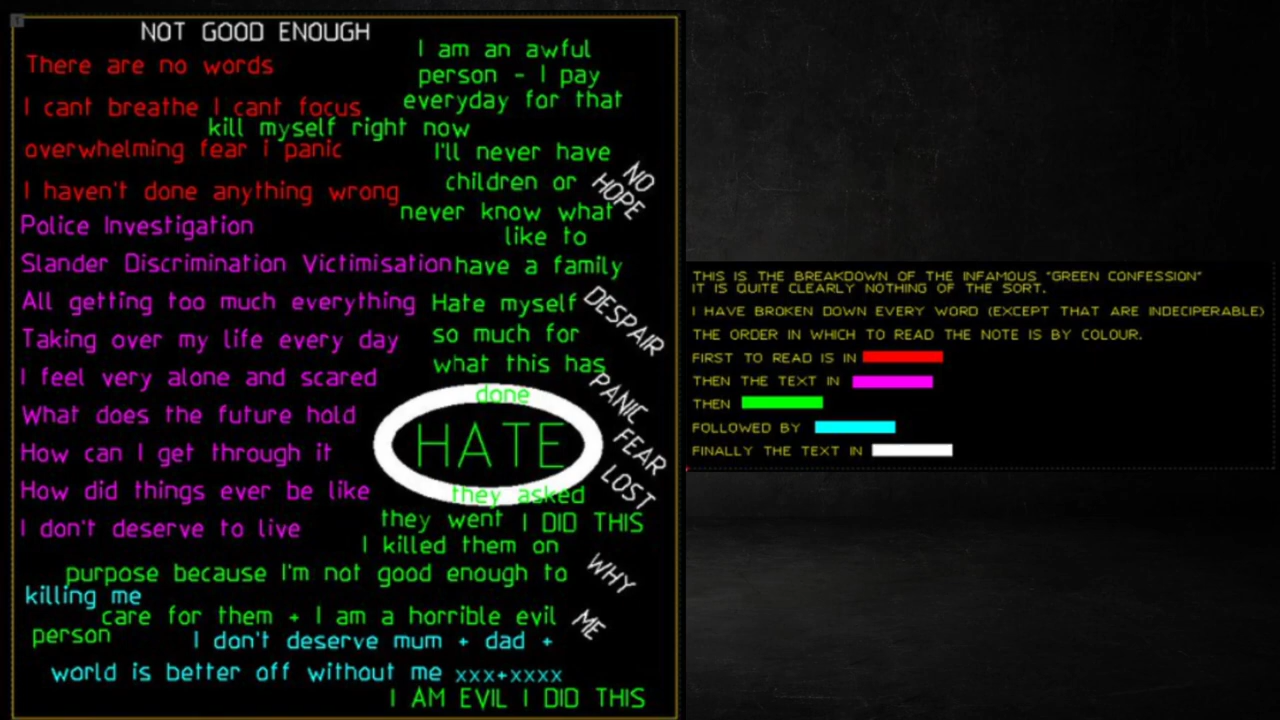 NOT GOOD ENOUGH
There are no words
I cant breathe I cant focus
overwhelming fear i panic
I haven't done anything wrong
Police Investigation
Slander Discrimination Victimisation
All getting too much everything
Taking over my life every day
I feel very alone and scared
What does the future hold
How can I get through it
How did things ever be like
I don't deserve to live
I am an awful
person - I pay
everyday for that
kill myself right now
I'll never have
children or
never know what
like to
have a family
Hate myself
so much for
what this has
done
HATE
they asked
they went I DID THIS
I killed them on
purpose because I'm not good enough to
care for them + I am a horrible evil
person
I AM EVIL I DID THIS
killing me
I don't deserve mum + dad +
world is better off without me xxx+xxxx
NO
HOPE
DESPAIR
PANIC
FEAR
LOST
WHY
ME
THIS IS THE BREAKDOWN OF THE INFAMOUS "GREEN CONFESSION"
IT IS QUITE CLEARLY NOTHING OF THE SORT.
I HAVE BROKEN DOWN EVERY WORD (EXCEPT THAT ARE INDECIPERABLE)
THE ORDER IN WHICH TO READ THE NOTE IS BY COLOUR.
FIRST TO READ IS IN
THEN THE TEXT IN
THEN
FOLLOWED BY
FINALLY THE TEXT IN